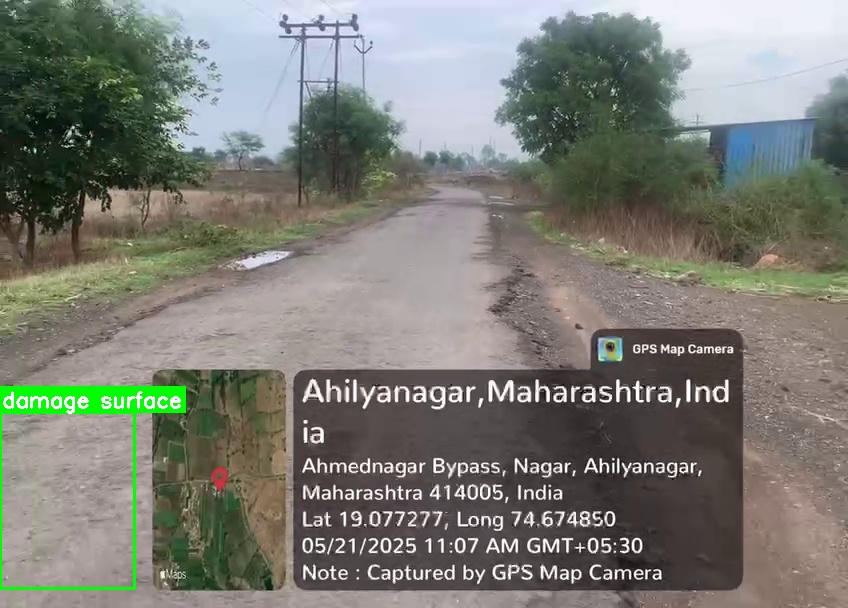 GPS Map Camera
damage surface
Ahilyanagar,Maharashtra,Ind
ia
Ahmednagar Bypass, Nagar, Ahilyanagar,
Maharashtra 414005, India
Lat 19.077277, Long 74.674850
05/21/2025 11:07 AM GMT+05:30
Note : Captured by GPS Map Camera
Maps